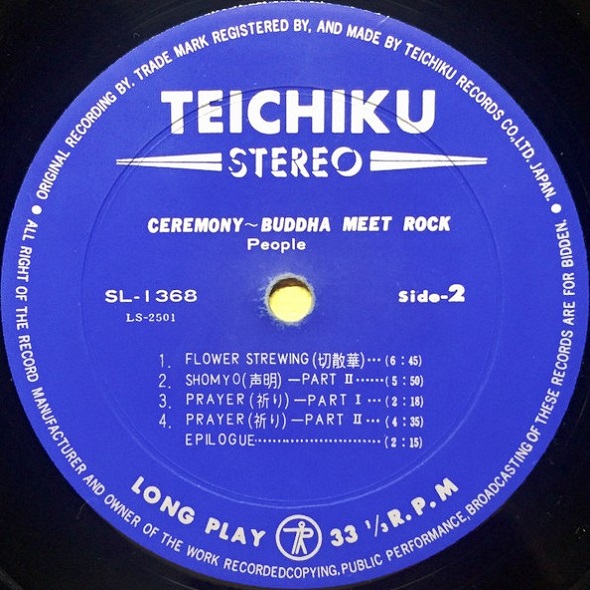 ORIGINAL RECORDING BY, TRADE MARK REGISTERED BY, AND MADE BY TEICHIKU RECORDS CO., LTD. JAPAN.
TEICHIKU
STEREO
CEREMONY~BUDDHA MEET ROCK
People
SL-1368
LS-2501
Side-2
1. FLOWER STREWING (切散華)…(6:45)
2. SHOMYO(声明) —PART II……(5:50)
3. PRAYER(祈り) —PART I …(2:18)
4. PRAYER(祈り) —PART II…(4:35)
EPILOGUE……………………(2:15)
LONG PLAY 33 1/3 R.P.M
ALL RIGHT OF THE RECORD MANUFACTURER AND OWNER OF THE WORK RECORDEDCOPYING, PUBLIC PERFORMANCE, BROADCASTING OF THESE RECORDS ARE FOR BIDDEN.